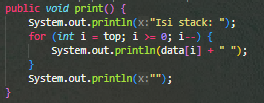 public void print() {
    System.out.println(x:"Isi stack: ");
    for (int i = top; i >= 0; i--) {
        System.out.println(data[i] + " ");
    }
    System.out.println(x:"");
}